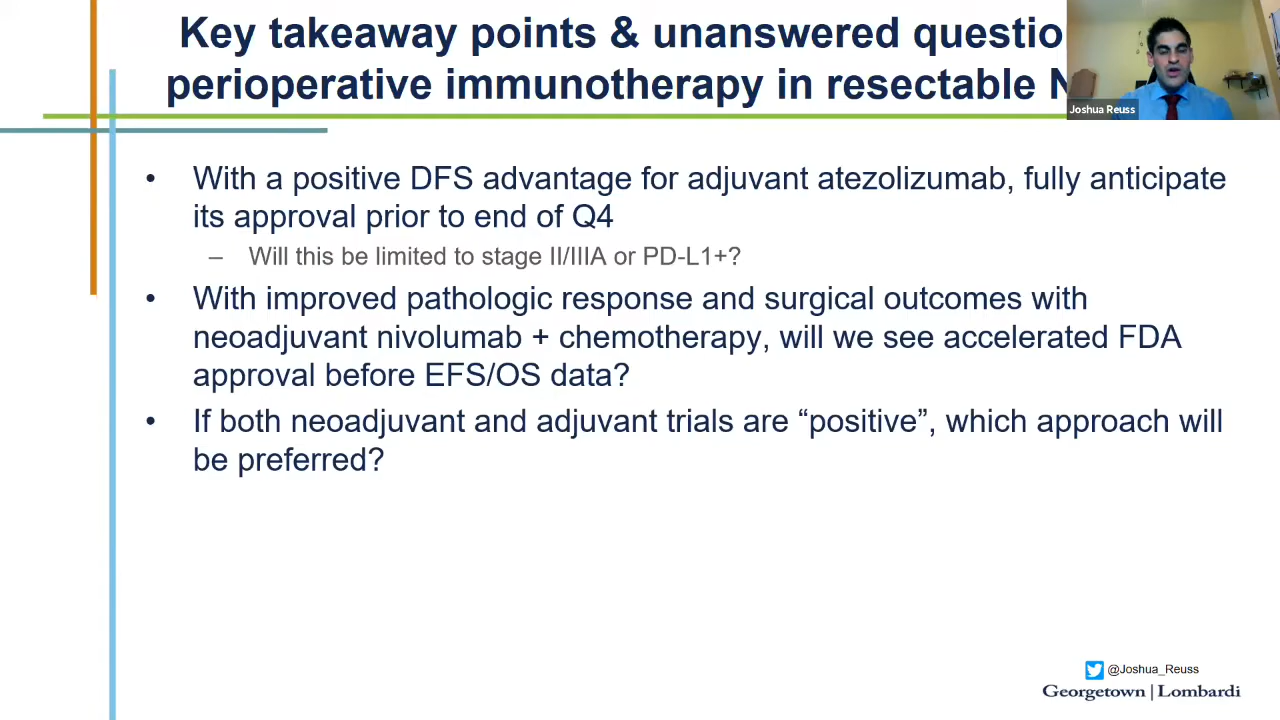 Key takeaway points & unanswered questio
perioperative immunotherapy in resectable N
Joshua Reuss
• With a positive DFS advantage for adjuvant atezolizumab, fully anticipate
its approval prior to end of Q4
– Will this be limited to stage II/IIIA or PD-L1+?
• With improved pathologic response and surgical outcomes with
neoadjuvant nivolumab + chemotherapy, will we see accelerated FDA
approval before EFS/OS data?
• If both neoadjuvant and adjuvant trials are “positive”, which approach will
be preferred?
@Joshua_Reuss
Georgetown | Lombardi